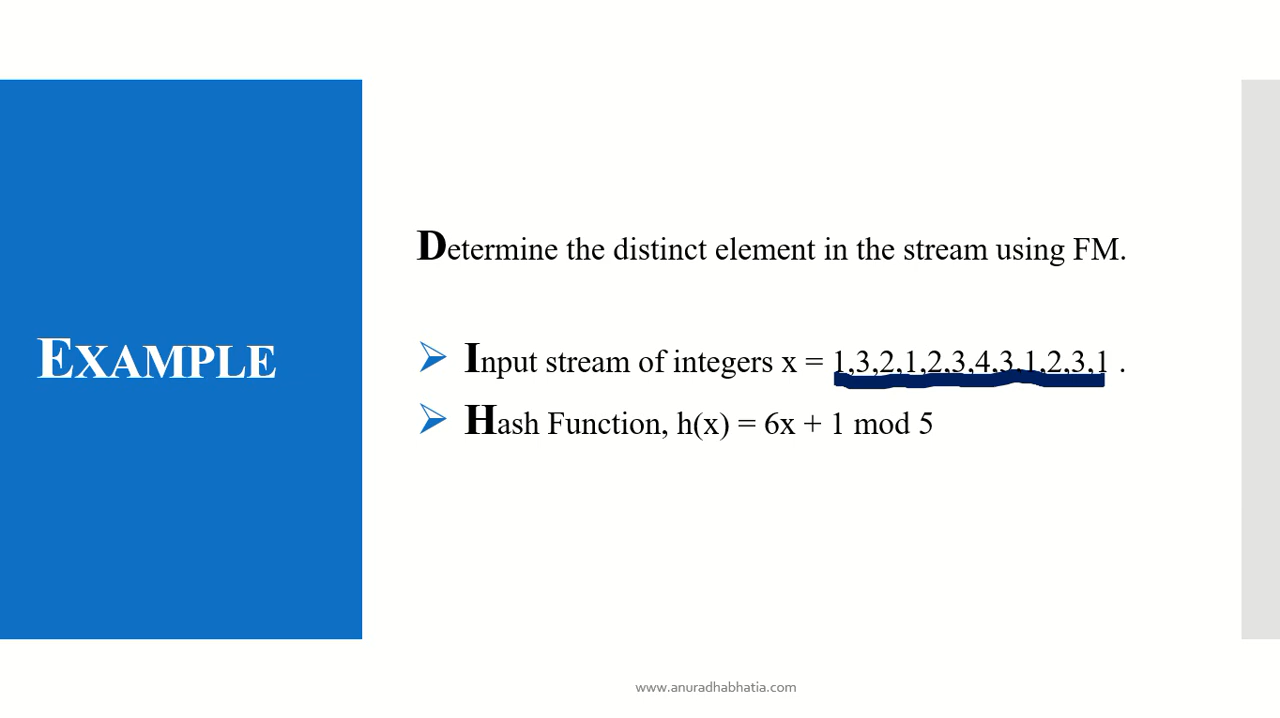 EXAMPLE
Determine the distinct element in the stream using FM.
Input stream of integers x = 1,3,2,1,2,3,4,3,1,2,3,1 .
Hash Function, h(x) = 6x + 1 mod 5
www.anuradhabhatia.com